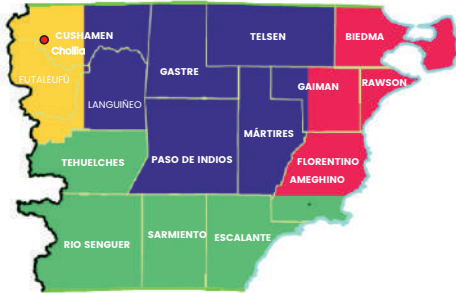 CUSHAMEN
Cholila
FUTALEUFÚ
LANGUIÑEO
GASTRE
TELSEN
BIEDMA
GAIMAN
RAWSON
MÁRTIRES
PASO DE INDIOS
TEHUELCHES
FLORENTINO
AMEGHINO
RIO SENGUER
SARMIENTO
ESCALANTE